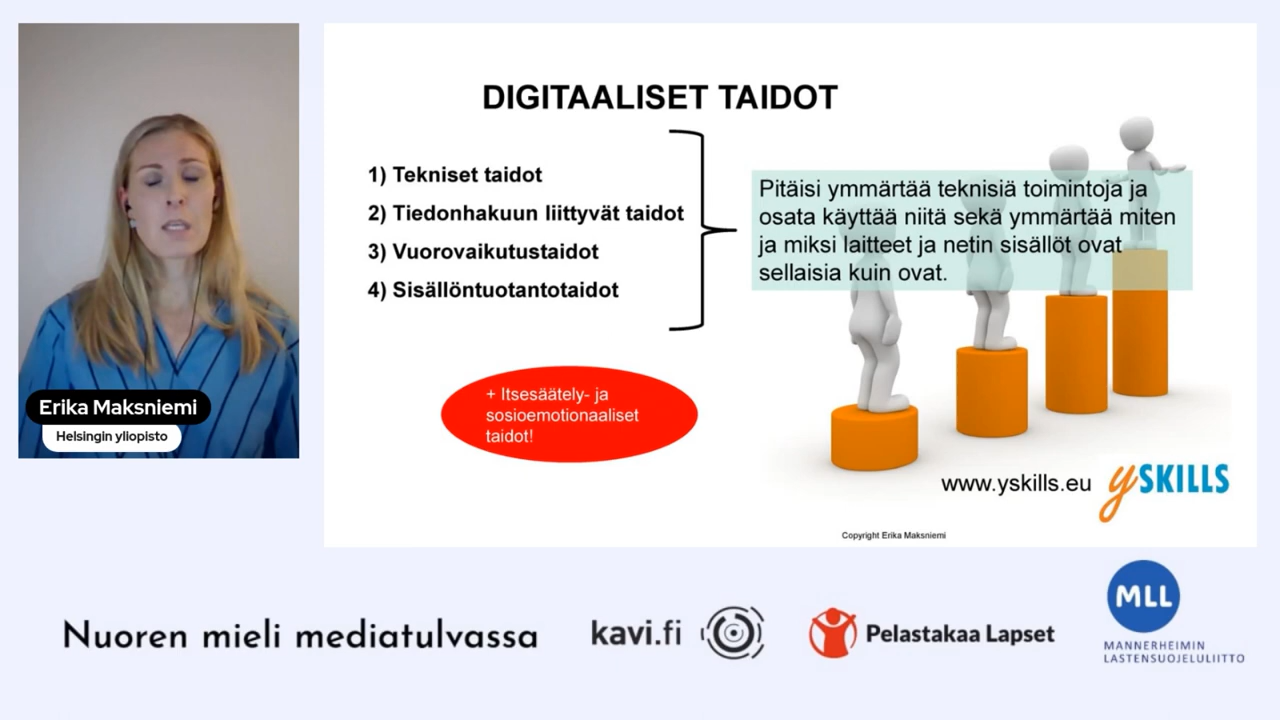 Erika Maksniemi
Helsingin yliopisto
DIGITAALISET TAIDOT
1) Tekniset taidot
2) Tiedonhakuun liittyvät taidot
3) Vuorovaikutustaidot
4) Sisällöntuotantotaidot
Pitäisi ymmärtää teknisiä toimintoja ja
osata käyttää niitä sekä ymmärtää miten
ja miksi laitteet ja netin sisällöt ovat
sellaisia kuin ovat.
+ Itsesäätely- ja
sosioemotionaaliset
taidot!
www.yskills.eu
ySKILLS
Copyright Erika Maksniemi
Nuoren mieli mediatulvassa
kavi.fi
Pelastakaa Lapset
MLL
MANNERHEIMIN
LASTENSUOJELULIITTO